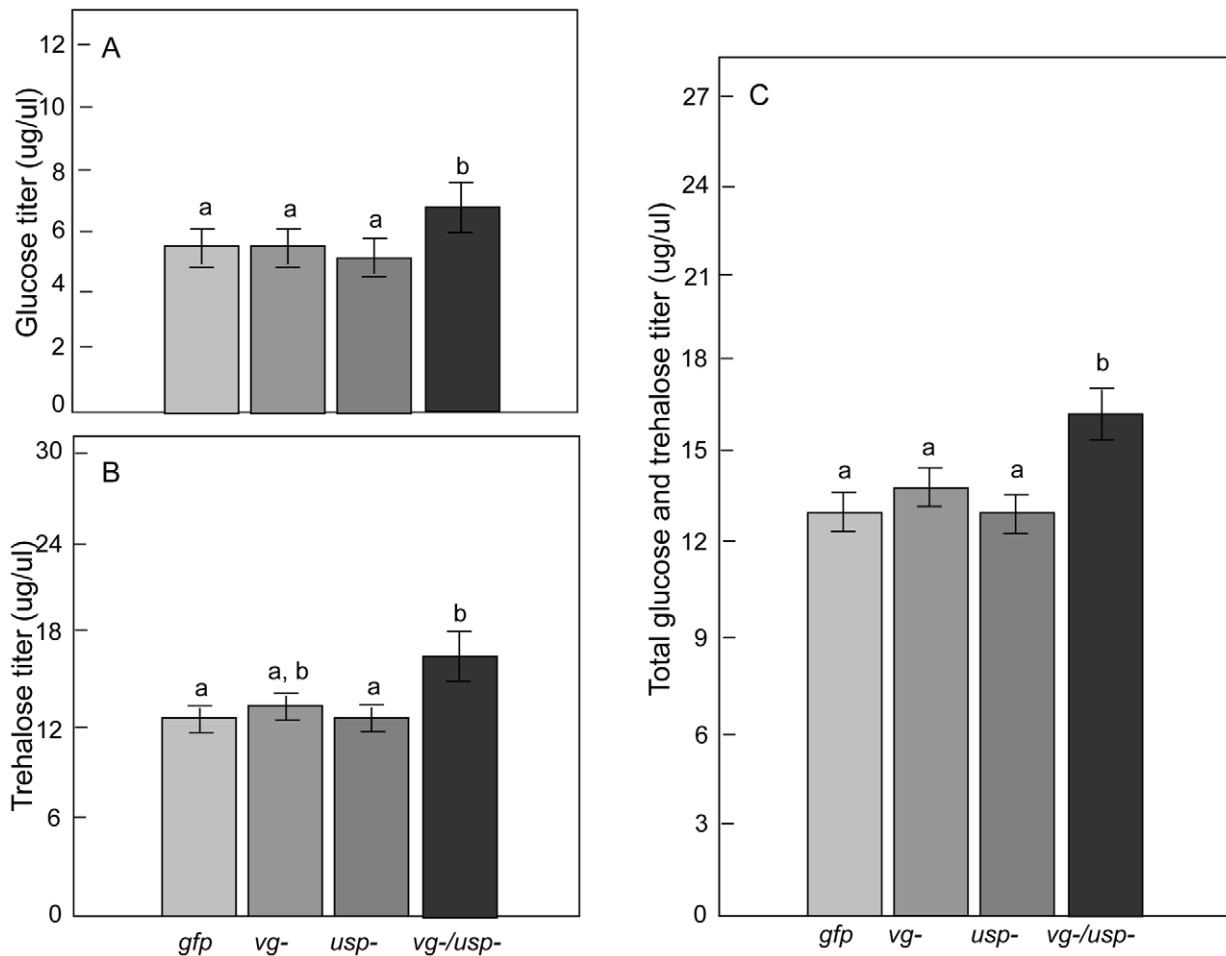 A
Glucose titer (ug/ul)
12
10
8
6
4
2
0
a
a
a
b
B
Trehalose titer (ug/ul)
30
24
18
12
6
0
a
a, b
a
b
gfp vg- usp- vg-/usp-
C
Total glucose and trehalose titer (ug/ul)
27
24
21
18
15
12
9
6
3
0
a
a
a
b
gfp vg- usp- vg-/usp-